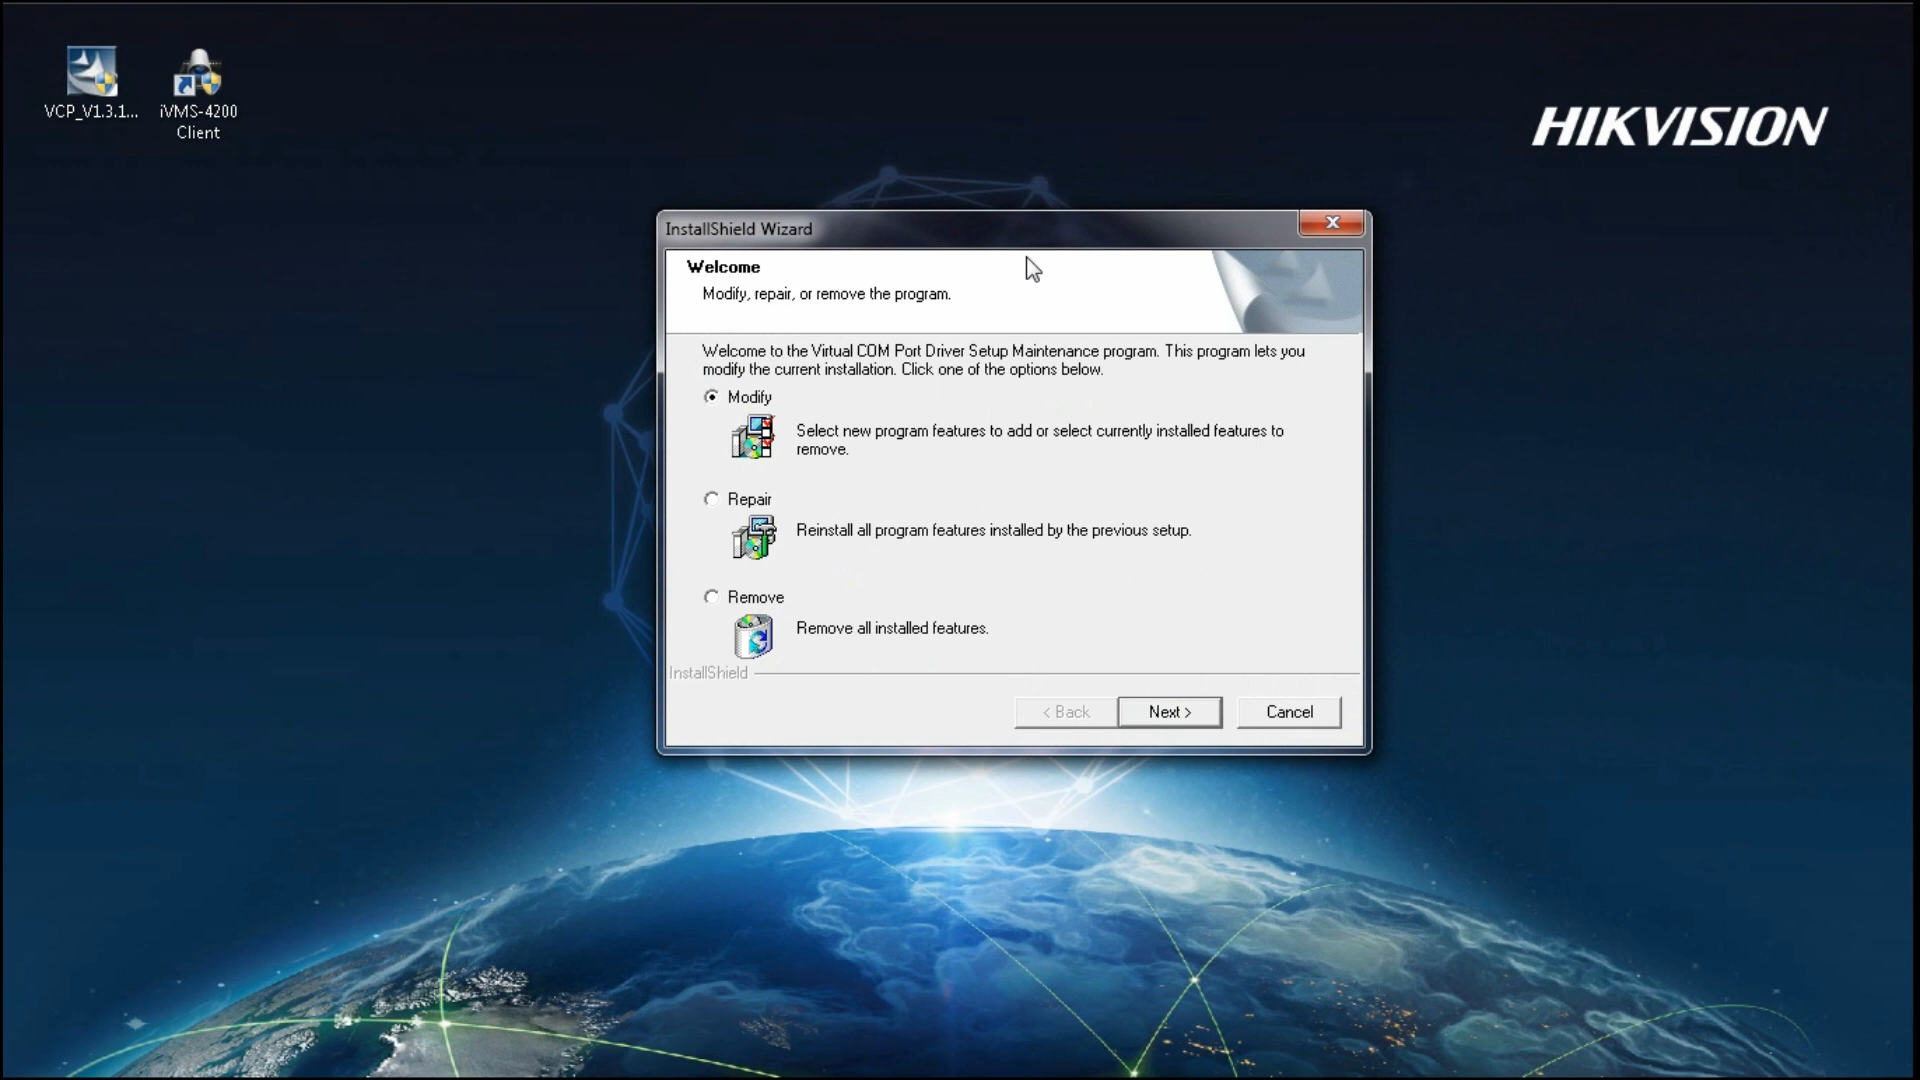 VCP_V1.3.1...
iVMS-4200
Client
HIKVISION
InstallShield Wizard
X
Welcome
Modify, repair, or remove the program.
Welcome to the Virtual COM Port Driver Setup Maintenance program. This program lets you
modify the current installation. Click one of the options below.
Modify
Select new program features to add or select currently installed features to
remove.
Repair
Reinstall all program features installed by the previous setup.
Remove
Remove all installed features.
InstallShield
< Back
Next >
Cancel